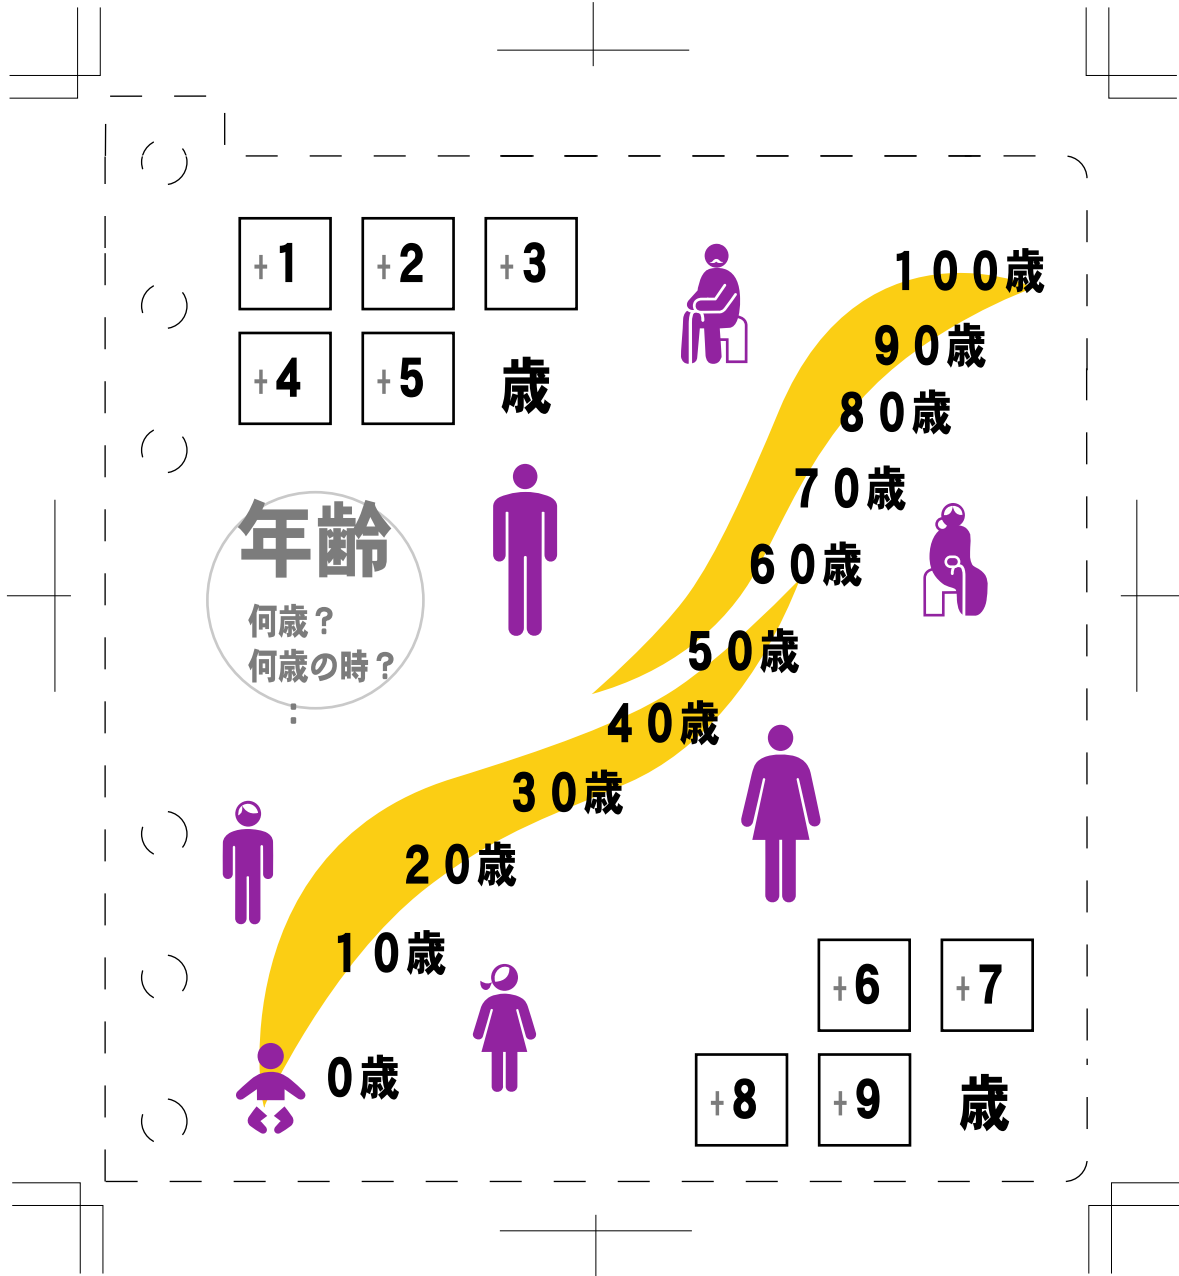 +1 +2 +3
+4 +5 歳
年齢
何歳？
何歳の時？
：
１００歳
９０歳
８０歳
７０歳
６０歳
５０歳
４０歳
３０歳
２０歳
１０歳
０歳
+6 +7
+8 +9 歳